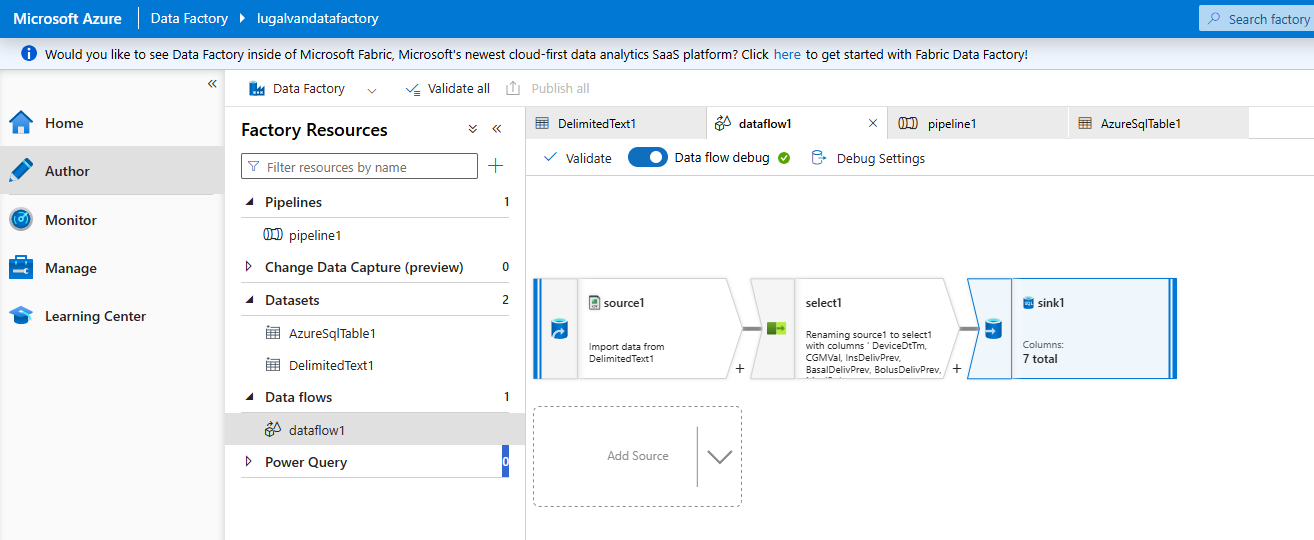 Microsoft Azure
Data Factory
lugalvandatafactory
Search factory
Would you like to see Data Factory inside of Microsoft Fabric, Microsoft's newest cloud-first data analytics SaaS platform? Click here to get started with Fabric Data Factory!
Home
Author
Monitor
Manage
Learning Center
Data Factory
Validate all
Publish all
Factory Resources
Filter resources by name
Pipelines 1
pipeline1
Change Data Capture (preview) 0
Datasets 2
AzureSqlTable1
DelimitedText1
Data flows 1
dataflow1
Power Query 0
DelimitedText1
dataflow1
pipeline1
AzureSqlTable1
Validate
Data flow debug
Debug Settings
source1
Import data from
DelimitedText1
+
select1
Renaming source1 to select1
with columns ' DeviceDtTm,
CGMVal, InsDelivPrev,
BasalDelivPrev, BolusDelivPrev,
+
SQL
sink1
Columns:
7 total
Add Source